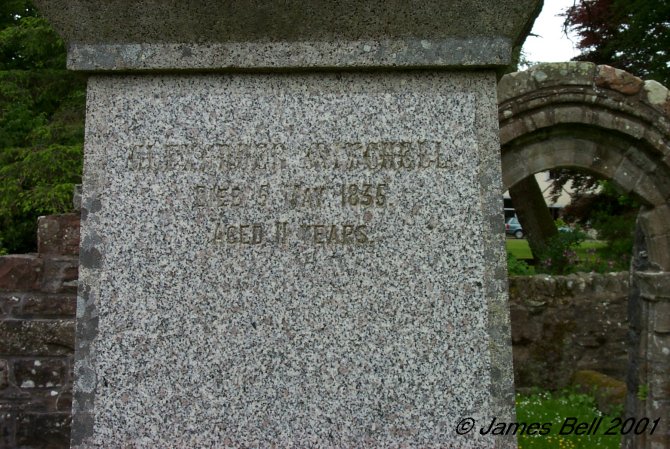 ALEXANDER MITCHELL
DIED 5 MAY 1835.
AGED 11 YEARS.
© James Bell 2001